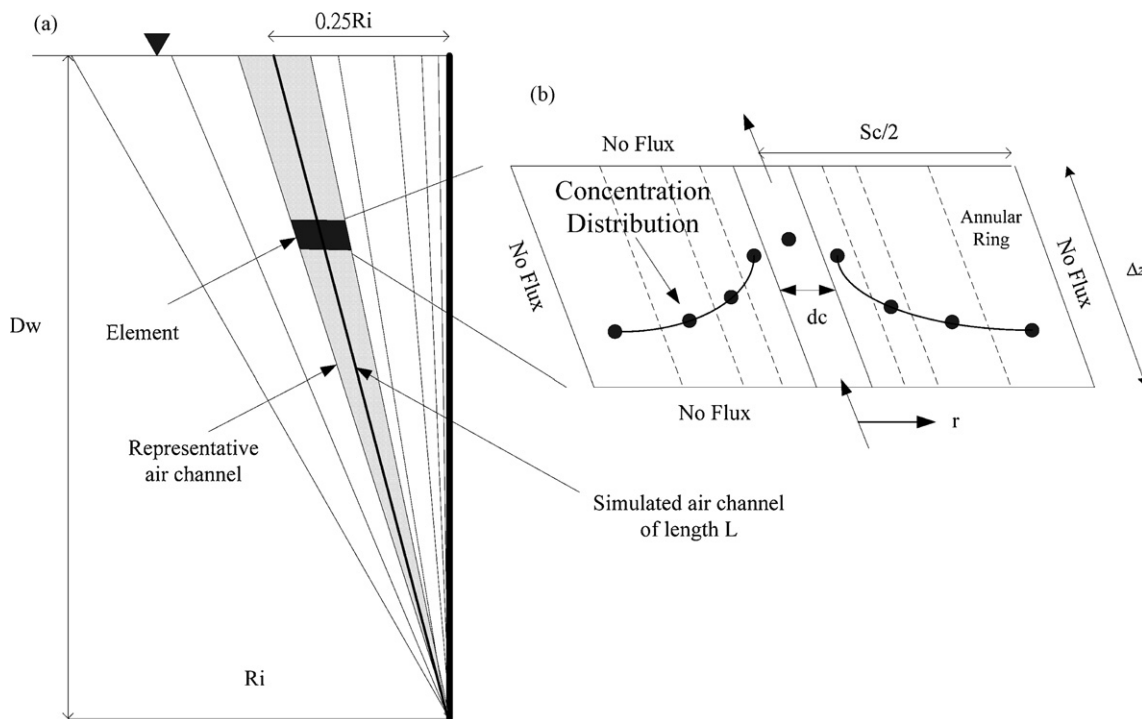 (a)
0.25Ri
Dw
Element
Representative
air channel
Simulated air channel
of length L
Ri
(b)
Sc/2
No Flux
Concentration
Distribution
Annular
Ring
No Flux
No Flux
dc
No Flux
r